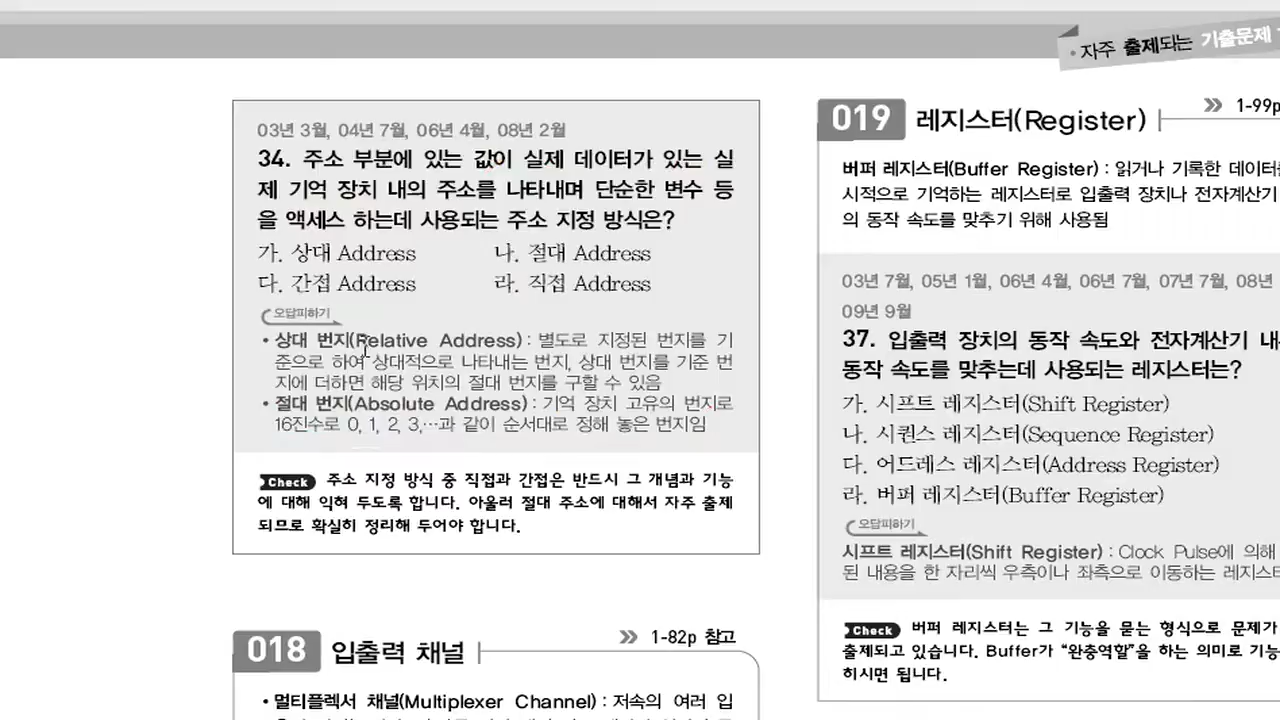 자주 출제되는 기출문제
03년 3월, 04년 7월, 06년 4월, 08년 2월
34. 주소 부분에 있는 값이 실제 데이터가 있는 실
제 기억 장치 내의 주소를 나타내며 단순한 변수 등
을 액세스 하는데 사용되는 주소 지정 방식은?
가. 상대 Address 나. 절대 Address
다. 간접 Address 라. 직접 Address
오답피하기
• 상대 번지(Relative Address) : 별도로 지정된 번지를 기
준으로 하여 상대적으로 나타내는 번지, 상대 번지를 기준 번
지에 더하면 해당 위치의 절대 번지를 구할 수 있음
• 절대 번지(Absolute Address) : 기억 장치 고유의 번지로
16진수로 0, 1, 2, 3,…과 같이 순서대로 정해 놓은 번지임
Check 주소 지정 방식 중 직접과 간접은 반드시 그 개념과 기능
에 대해 익혀 두도록 합니다. 아울러 절대 주소에 대해서 자주 출제
되므로 확실히 정리해 두어야 합니다.
018 입출력 채널 1-82p 참고
• 멀티플렉서 채널(Multiplexer Channel) : 저속의 여러 입
019 레지스터(Register) 1-99p
버퍼 레지스터(Buffer Register) : 읽거나 기록한 데이터를
시적으로 기억하는 레지스터로 입출력 장치나 전자계산기
의 동작 속도를 맞추기 위해 사용됨
03년 7월, 05년 1월, 06년 4월, 06년 7월, 07년 7월, 08년
09년 9월
37. 입출력 장치의 동작 속도와 전자계산기 내
동작 속도를 맞추는데 사용되는 레지스터는?
가. 시프트 레지스터(Shift Register)
나. 시퀀스 레지스터(Sequence Register)
다. 어드레스 레지스터(Address Register)
라. 버퍼 레지스터(Buffer Register)
오답피하기
시프트 레지스터(Shift Register) : Clock Pulse에 의해
된 내용을 한 자리씩 우측이나 좌측으로 이동하는 레지스터
Check 버퍼 레지스터는 그 기능을 묻는 형식으로 문제가
출제되고 있습니다. Buffer가 “완충역할”을 하는 의미로 기능
히시면 됩니다.